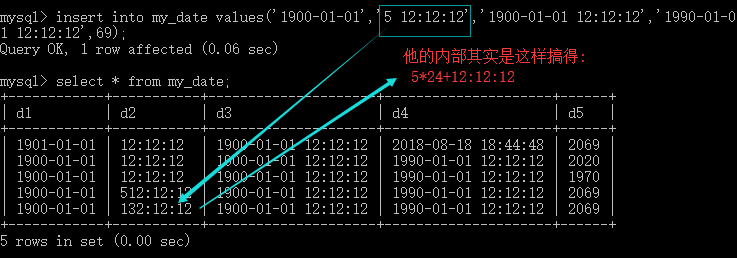 mysql> insert into my_date values('1900-01-01','5 12:12:12','1900-01-01 12:12:12','1990-0
1 12:12:12',69);
Query OK, 1 row affected (0.06 sec)
他的内部其实是这样搞得:
5*24+12:12:12
mysql> select * from my_date;
| d1 | d2 | d3 | d4 | d5 |
| 1901-01-01 | 12:12:12 | 1900-01-01 12:12:12 | 2018-08-18 18:44:48 | 2069 |
| 1900-01-01 | 12:12:12 | 1900-01-01 12:12:12 | 1990-01-01 12:12:12 | 2020 |
| 1900-01-01 | 12:12:12 | 1900-01-01 12:12:12 | 1990-01-01 12:12:12 | 1970 |
| 1900-01-01 | 512:12:12 | 1900-01-01 12:12:12 | 1990-01-01 12:12:12 | 2069 |
| 1900-01-01 | 132:12:12 | 1900-01-01 12:12:12 | 1990-01-01 12:12:12 | 2069 |
5 rows in set (0.00 sec)